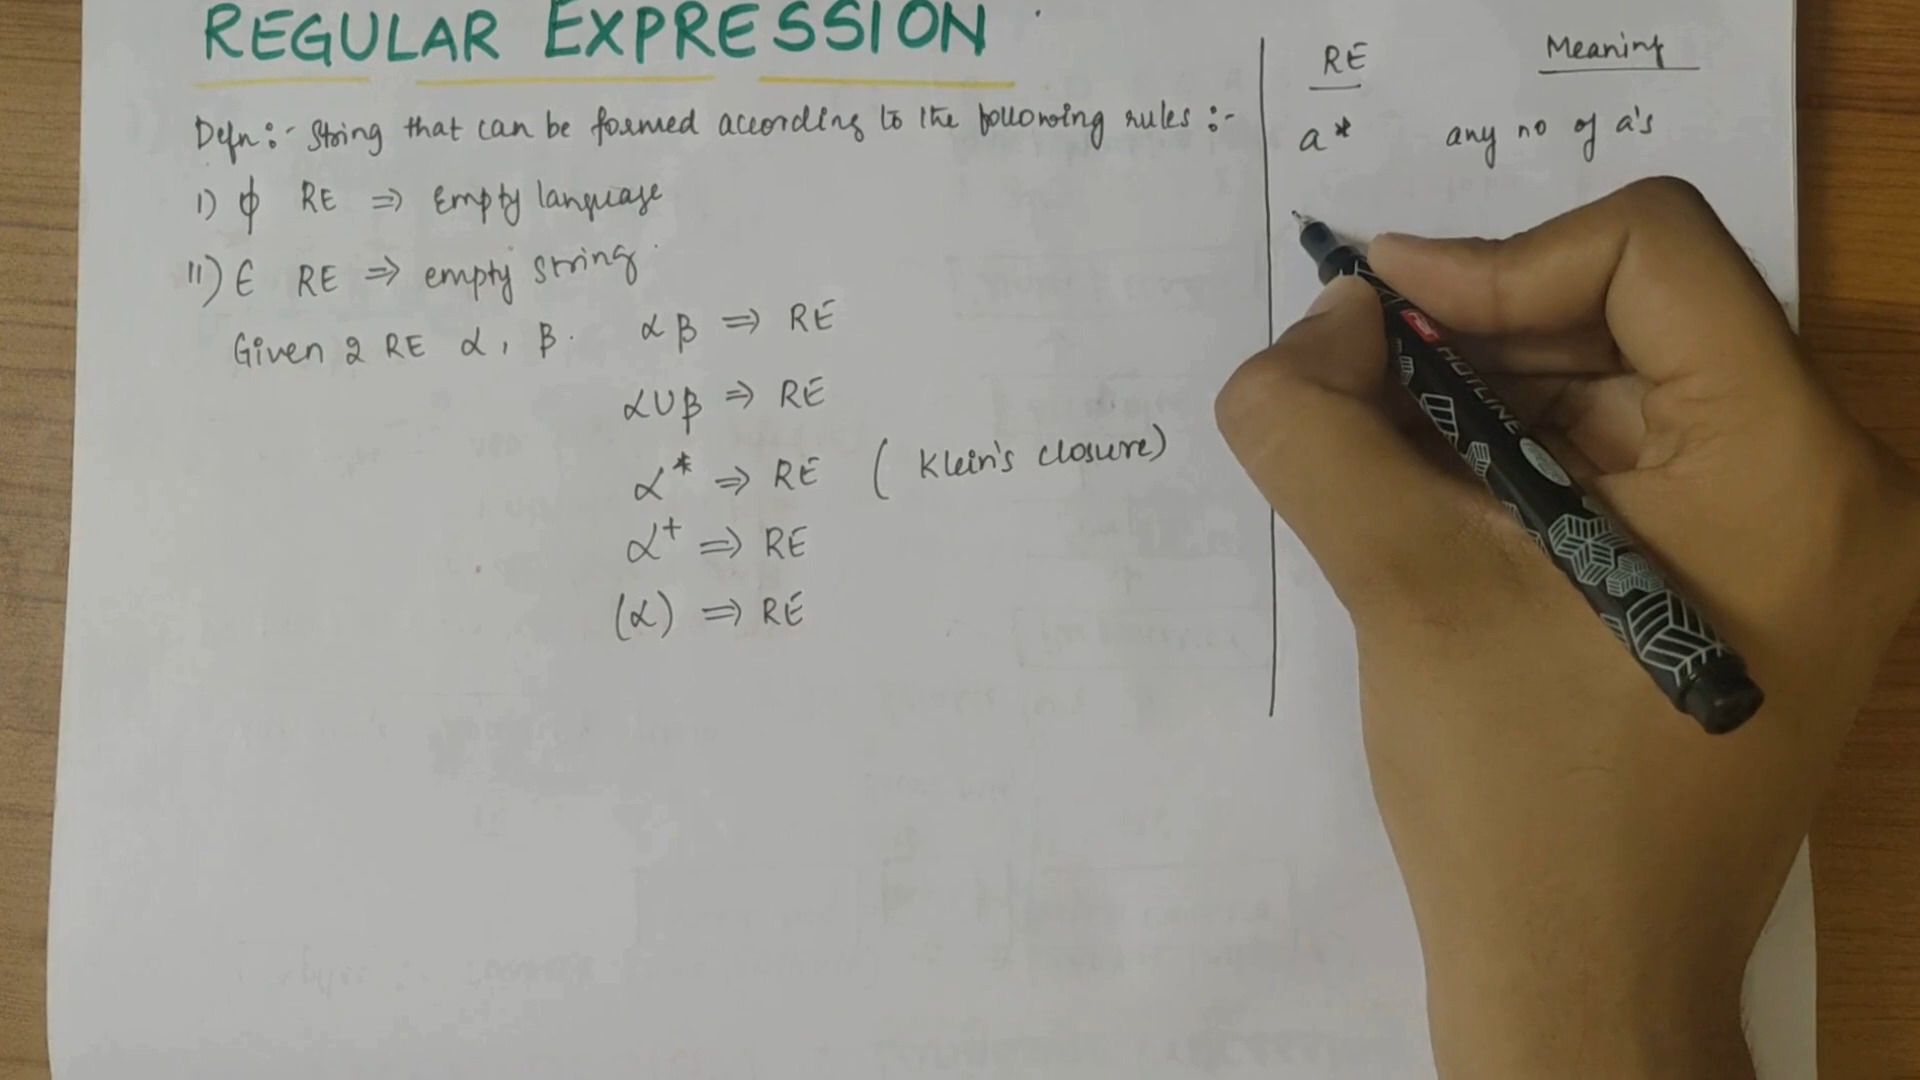 REGULAR EXPRESSION
Defn:- String that can be formed according to the following rules :-
I) ϕ RE ⇒ Empty language
II) ∈ RE ⇒ empty string.
Given 2 RE α, β. αβ ⇒ RE
α∪β ⇒ RE
α* ⇒ RE ( Klein's closure)
α+ ⇒ RE
(α) ⇒ RE
RE Meaning
a* any no of a's
HOTLINE